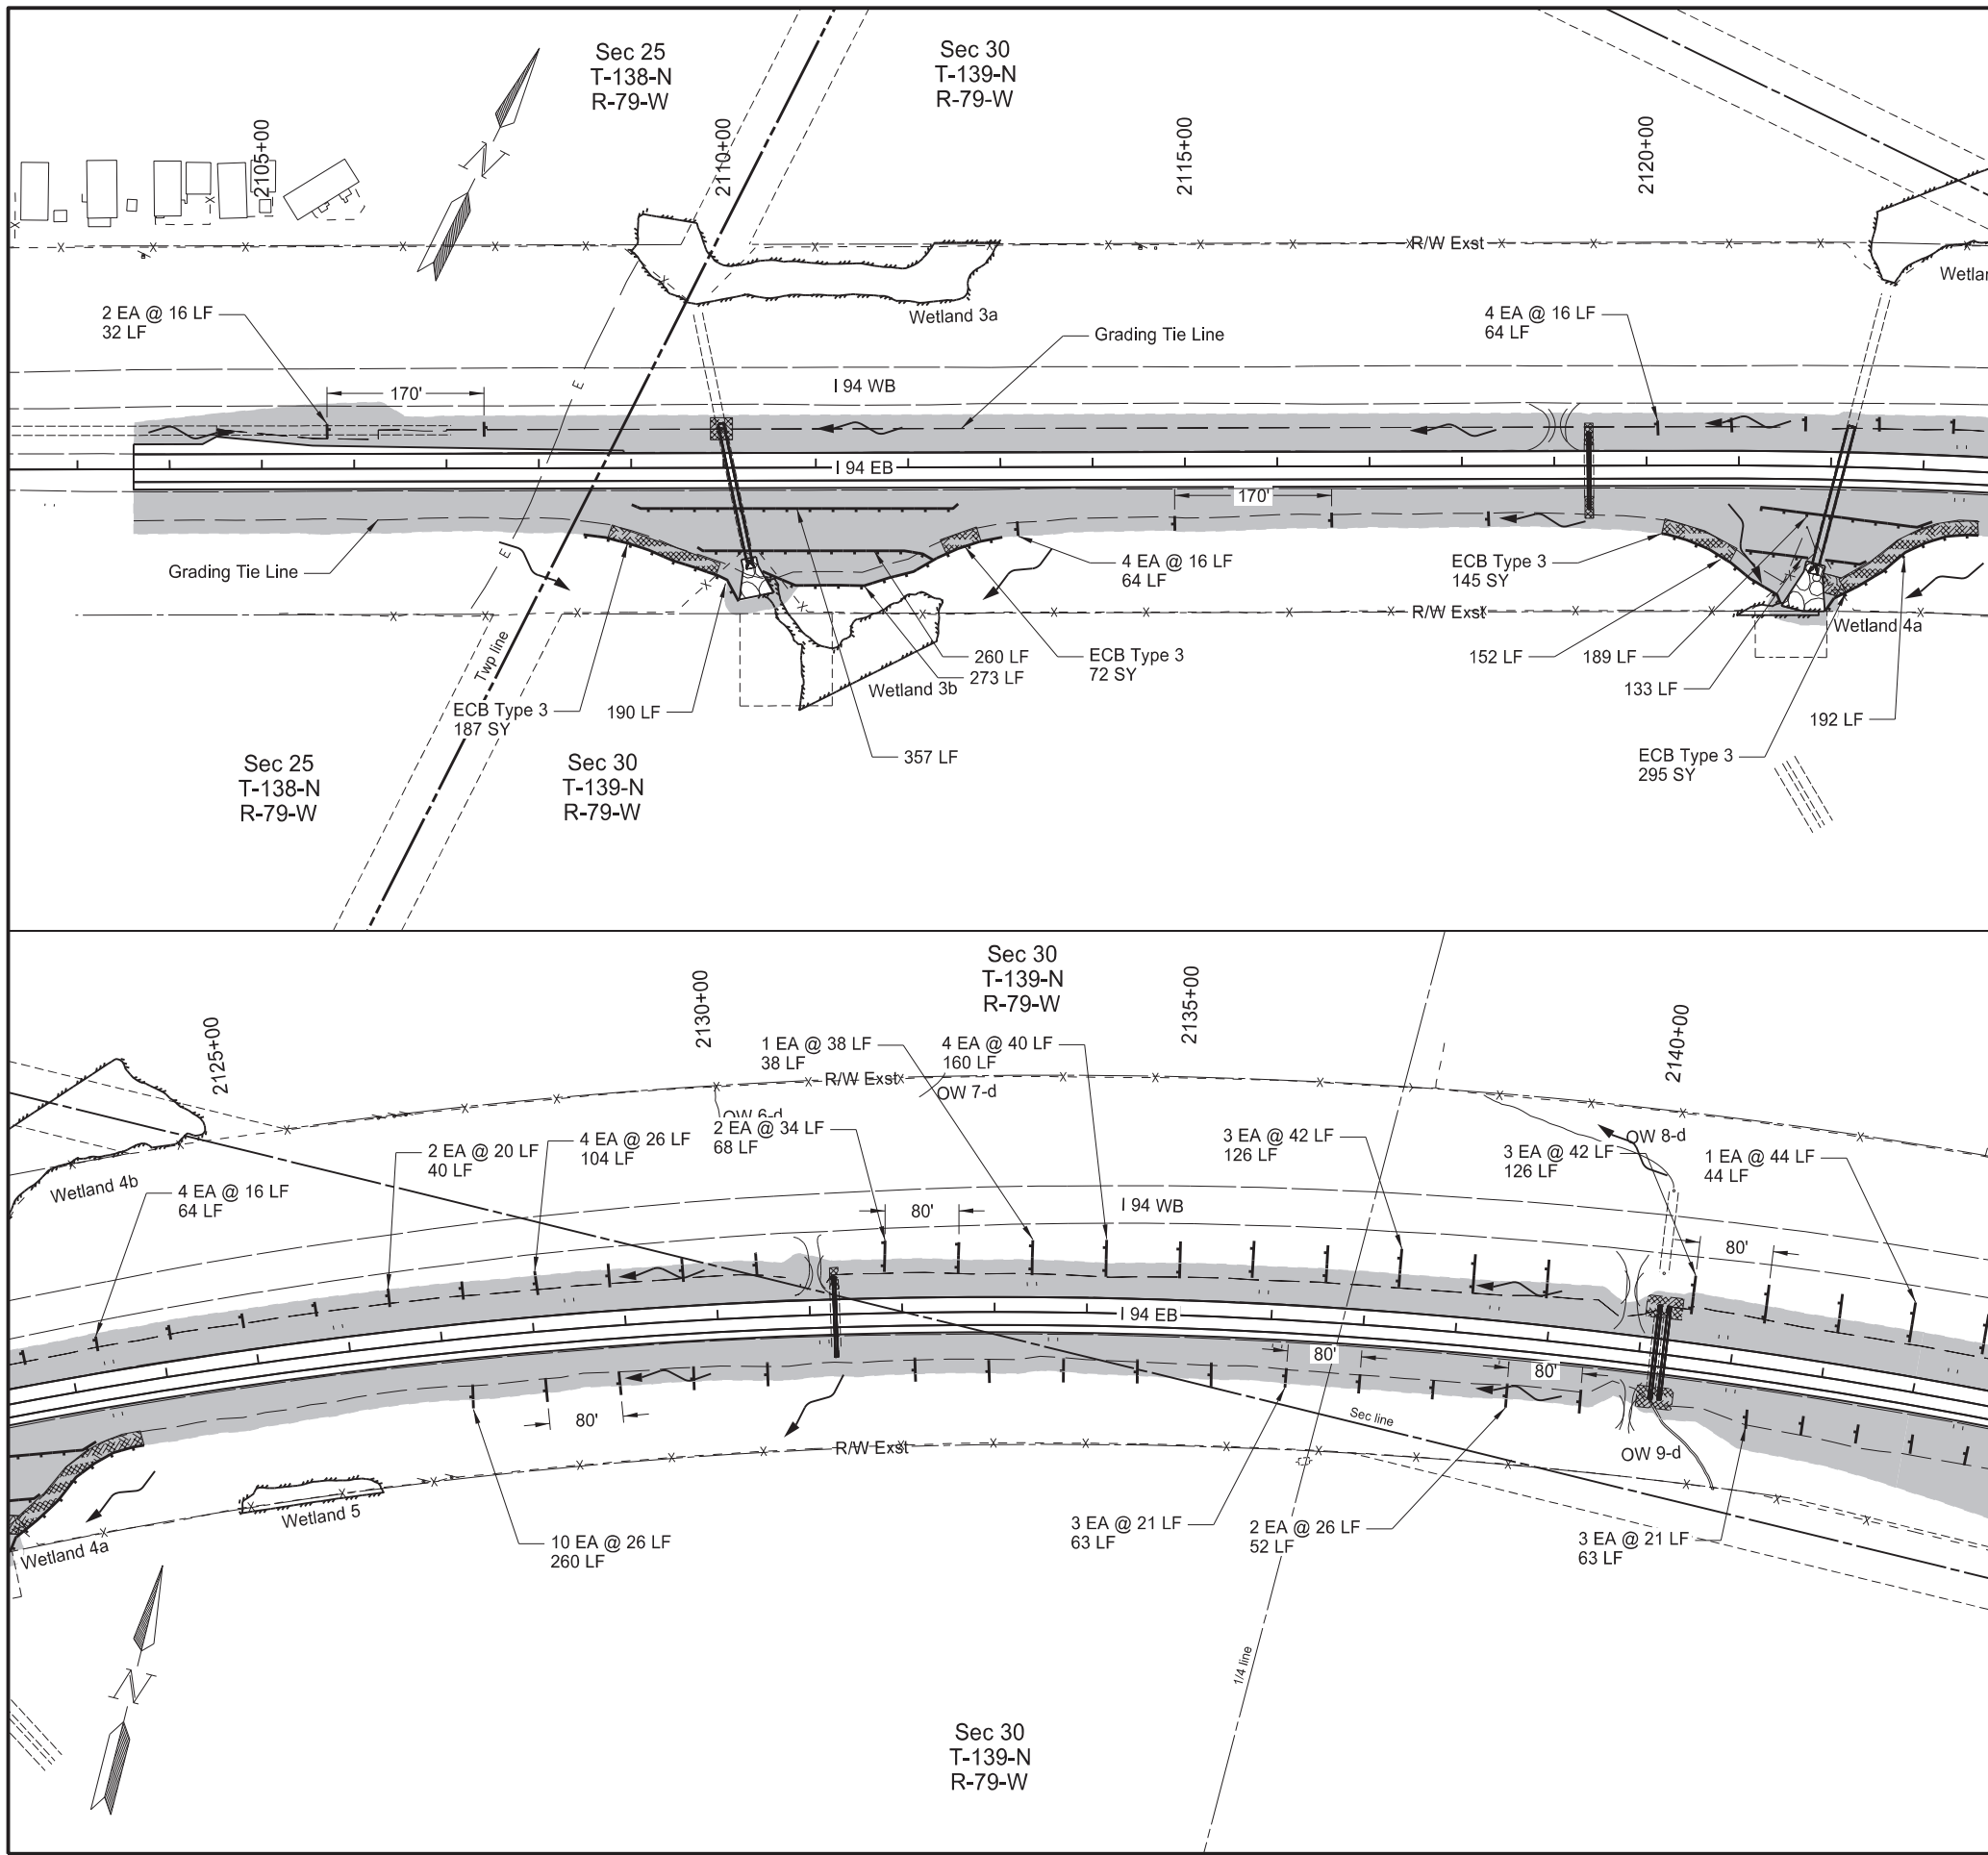 Sec 25
T-138-N
R-79-W
Sec 30
T-139-N
R-79-W
2105+00
2110+00
2115+00
2120+00
N
R/W Exst
Wetland 3a
2 EA @ 16 LF
32 LF
Grading Tie Line
4 EA @ 16 LF
64 LF
170'
I 94 WB
E
I 94 EB
170'
Grading Tie Line
E
4 EA @ 16 LF
64 LF
ECB Type 3
145 SY
R/W Exst
Wetland 4a
Twp line
260 LF
273 LF
ECB Type 3
72 SY
152 LF
189 LF
Wetland 3b
133 LF
ECB Type 3
187 SY
190 LF
192 LF
357 LF
ECB Type 3
295 SY
Sec 25
T-138-N
R-79-W
Sec 30
T-139-N
R-79-W
Sec 30
T-139-N
R-79-W
2125+00
2130+00
2135+00
2140+00
1 EA @ 38 LF
38 LF
4 EA @ 40 LF
160 LF
R/W Exst
OW 7-d
OW 6-d
2 EA @ 34 LF
68 LF
2 EA @ 20 LF
40 LF
4 EA @ 26 LF
104 LF
3 EA @ 42 LF
126 LF
OW 8-d
3 EA @ 42 LF
126 LF
1 EA @ 44 LF
44 LF
Wetland 4b
4 EA @ 16 LF
64 LF
80'
I 94 WB
80'
I 94 EB
80'
80'
80'
Sec line
R/W Exst
OW 9-d
Wetland 5
Wetland 4a
10 EA @ 26 LF
260 LF
3 EA @ 21 LF
63 LF
2 EA @ 26 LF
52 LF
3 EA @ 21 LF
63 LF
N
1/4 line
Sec 30
T-139-N
R-79-W